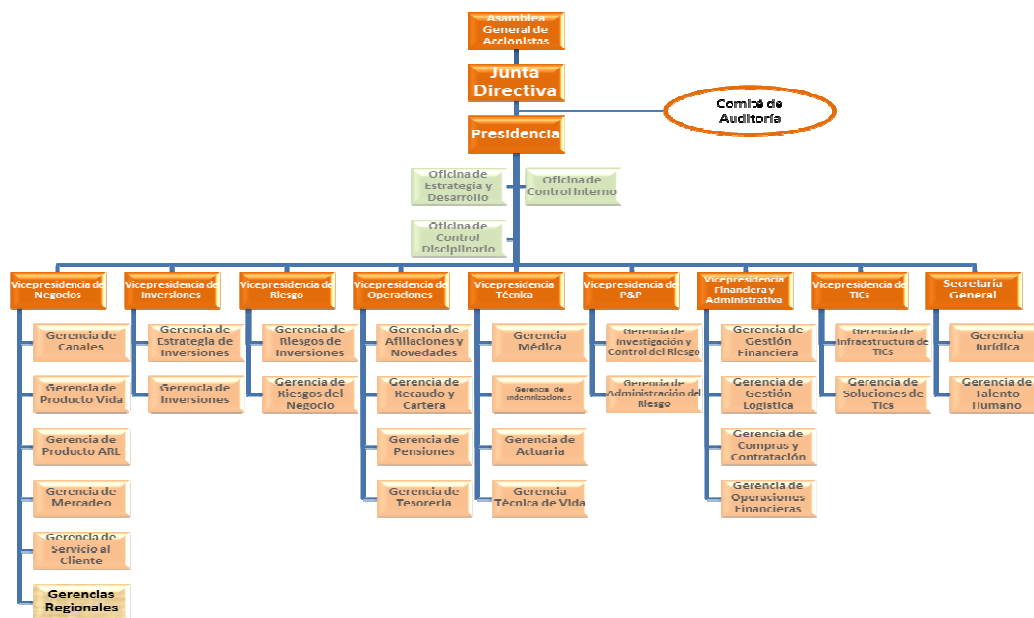 Asamblea
General de
Accionistas
Junta
Directiva
Comité de
Auditoría
Presidencia
Oficina de
Estrategia y
Desarrollo
Oficina de
Control Interno
Oficina de
Control
Disciplinario
Vicepresidencia de
Negocios
Vicepresidencia de
Inversiones
Vicepresidencia de
Riesgo
Vicepresidencia de
Operaciones
Vicepresidencia
Técnica
Vicepresidencia de
P&P
Vicepresidencia
Financiera y
Administrativa
Vicepresidencia de
TICs
Secretaría
General
Gerencia de
Canales
Gerencia de
Producto Vida
Gerencia de
Producto ARL
Gerencia de
Mercadeo
Gerencia de
Servicio al
Cliente
Gerencias
Regionales
Gerencia de
Estrategia de
Inversiones
Gerencia de
Inversiones
Gerencia de
Riesgos de
Inversiones
Gerencia de
Riesgos del
Negocio
Gerencia de
Afiliaciones y
Novedades
Gerencia de
Recaudo y
Cartera
Gerencia de
Pensiones
Gerencia de
Tesorería
Gerencia
Médica
Gerencia de
Indemnizaciones
Gerencia de
Actuaria
Gerencia
Técnica de Vida
Gerencia de
Investigación y
Control del Riesgo
Gerencia de
Administración del
Riesgo
Gerencia de
Gestión
Financiera
Gerencia de
Gestión
Logística
Gerencia de
Compras y
Contratación
Gerencia de
Operaciones
Financieras
Gerencia de
Infraestructura de
TICs
Gerencia de
Soluciones de
Tics
Gerencia
Jurídica
Gerencia de
Talento
Humano